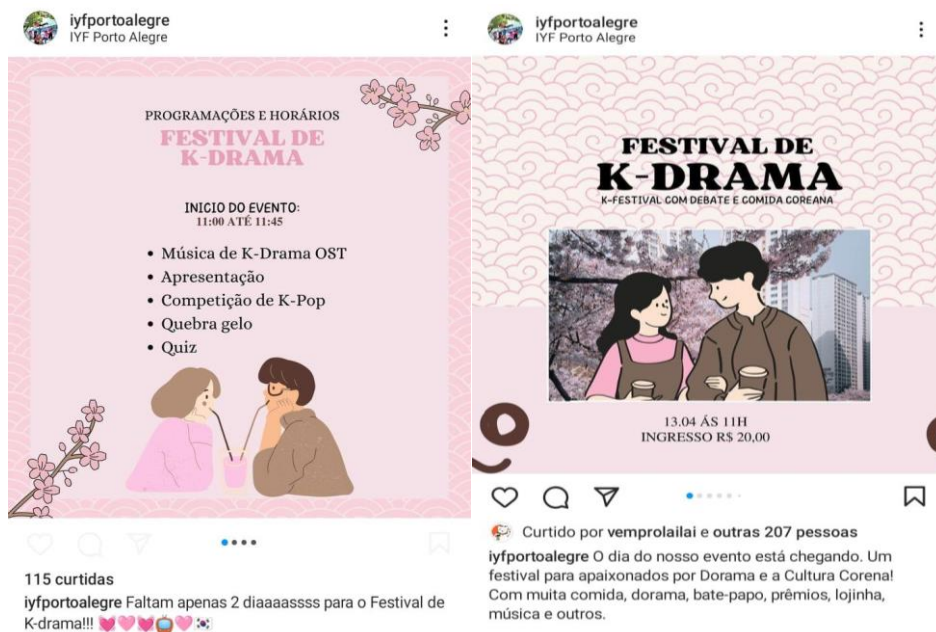 iyfportoalegre
IYF Porto Alegre
PROGRAMAÇÕES E HORÁRIOS
FESTIVAL DE
K-DRAMA
INICIO DO EVENTO:
11:00 ATÉ 11:45
• Música de K-Drama OST
• Apresentação
• Competição de K-Pop
• Quebra gelo
• Quiz
115 curtidas
iyfportoalegre Faltam apenas 2 diaaaassss para o Festival de
K-drama!!! 💓🩷💓📺🩷🇰🇷
iyfportoalegre
IYF Porto Alegre
FESTIVAL DE
K-DRAMA
K-FESTIVAL COM DEBATE E COMIDA COREANA
13.04 ÁS 11H
INGRESSO R$ 20,00
Curtido por vemprolailai e outras 207 pessoas
iyfportoalegre O dia do nosso evento está chegando. Um
festival para apaixonados por Dorama e a Cultura Corena!
Com muita comida, dorama, bate-papo, prêmios, lojinha,
música e outros.